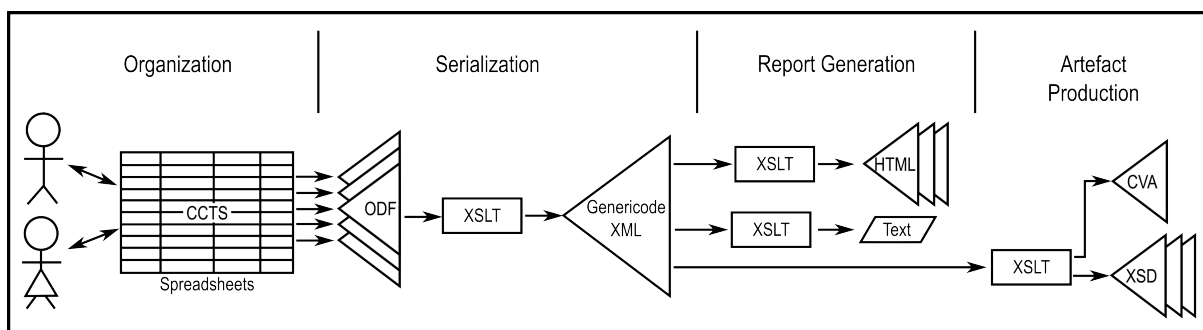 Organization
Serialization
Report Generation
Artefact
Production
CCTS
Spreadsheets
ODF
XSLT
Genericode
XML
XSLT
HTML
XSLT
Text
XSLT
CVA
XSD